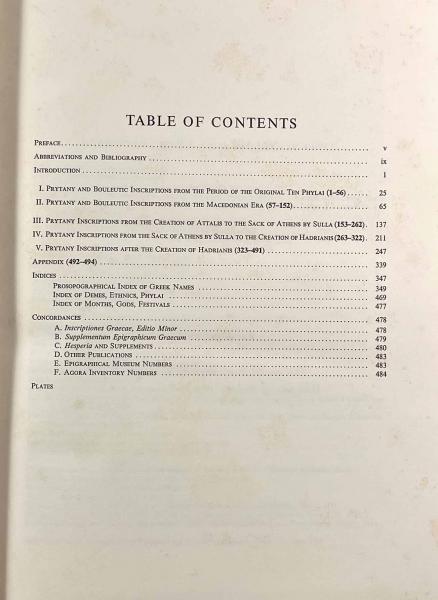 TABLE OF CONTENTS
PREFACE v
ABBREVIATIONS AND BIBLIOGRAPHY ix
INTRODUCTION 1
I. PRYTANY AND BOULEUTIC INSCRIPTIONS FROM THE PERIOD OF THE ORIGINAL TEN PHYLAI (1–56) 25
II. PRYTANY AND BOULEUTIC INSCRIPTIONS FROM THE MACEDONIAN ERA (57–152) 65
III. PRYTANY INSCRIPTIONS FROM THE CREATION OF ATTALIS TO THE SACK OF ATHENS BY SULLA (153–262) 137
IV. PRYTANY INSCRIPTIONS FROM THE SACK OF ATHENS BY SULLA TO THE CREATION OF HADRIANIS (263–322) 211
V. PRYTANY INSCRIPTIONS AFTER THE CREATION OF HADRIANIS (323–491) 247
APPENDIX (492–494) 339
INDICES 347
PROSOPOGRAPHICAL INDEX OF GREEK NAMES 349
INDEX OF DEMES, ETHNICS, PHYLAI 469
INDEX OF MONTHS, GODS, FESTIVALS 477
CONCORDANCES 478
A. Inscriptiones Graecae, Editio Minor 478
B. Supplementum Epigraphicum Graecum 479
C. Hesperia AND SUPPLEMENTS 480
D. OTHER PUBLICATIONS 483
E. EPIGRAPHICAL MUSEUM NUMBERS 483
F. AGORA INVENTORY NUMBERS 484
PLATES